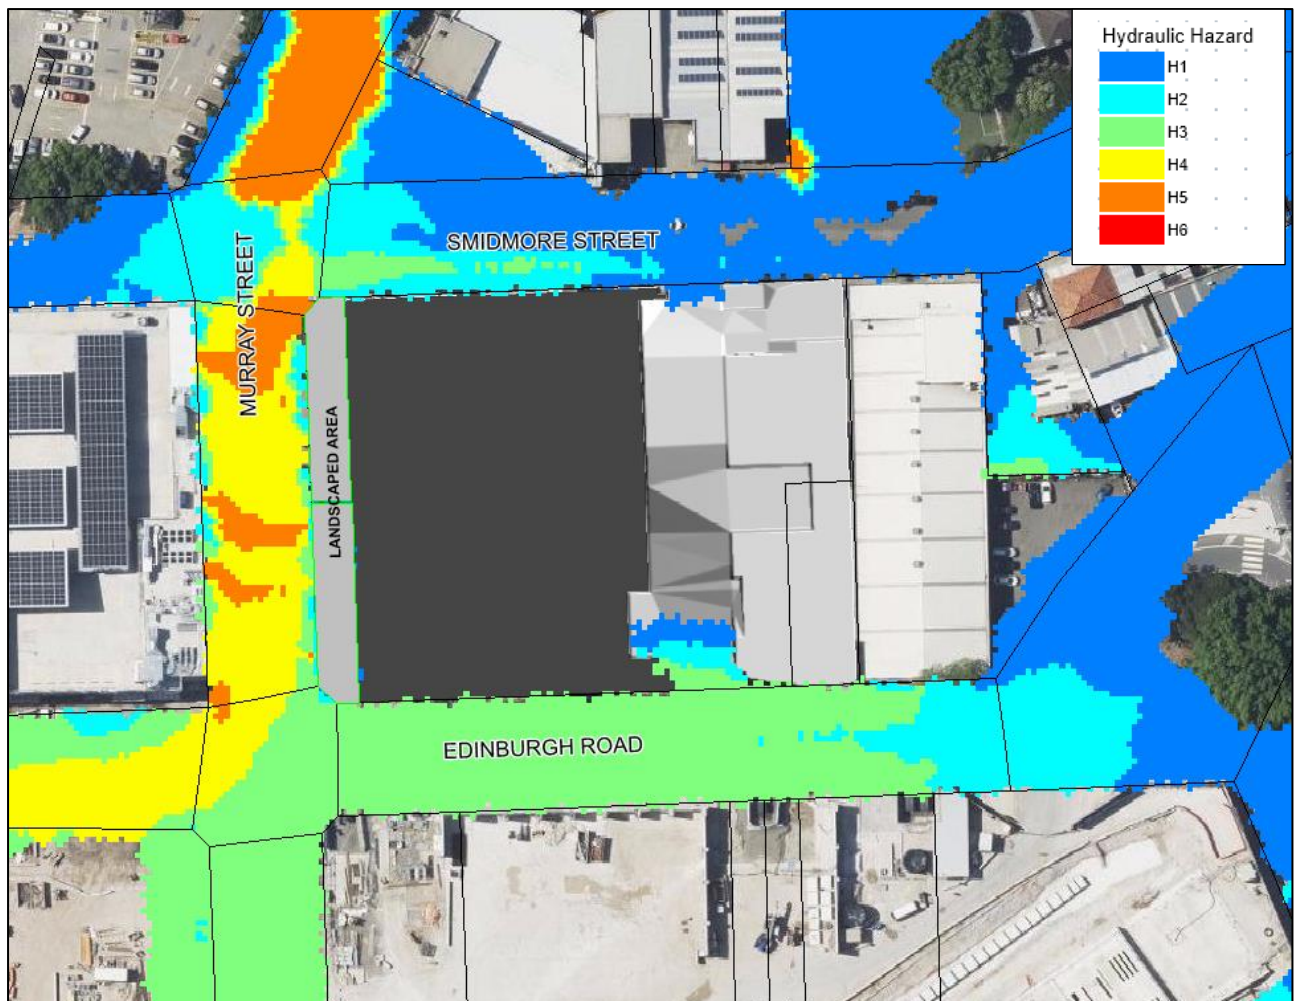 Hydraulic Hazard
H1
H2
H3
H4
H5
H6
SMIDMORE STREET
MURRAY STREET
LANDSCAPED AREA
EDINBURGH ROAD